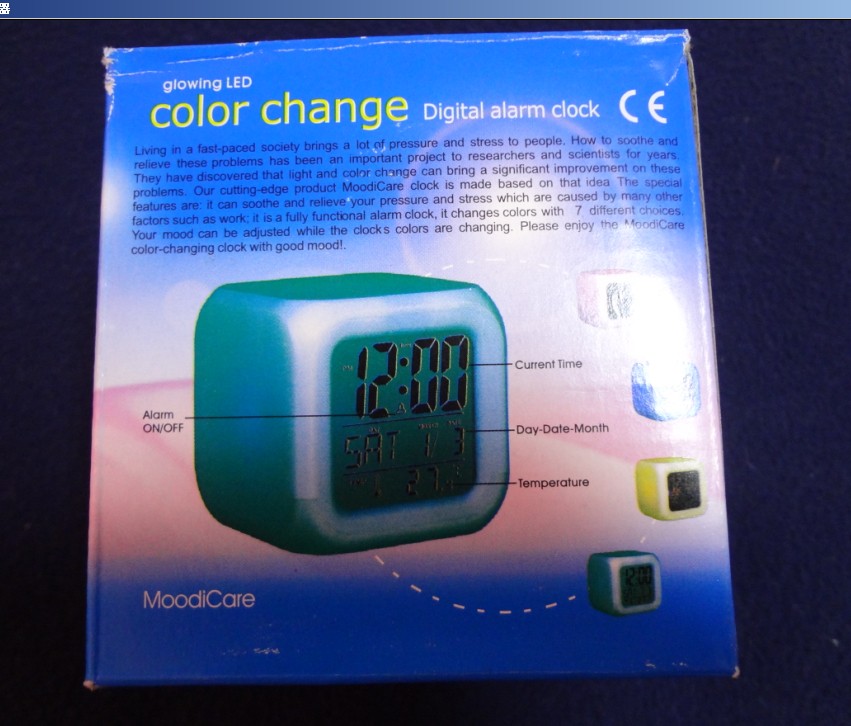 glowing LED
color change Digital alarm clock CE
Living in a fast-paced society brings a lot of pressure and stress to people. How to soothe and
relieve these problems has been an important project to researchers and scientists for years.
They have discovered that light and color change can bring a significant improvement on these
problems. Our cutting-edge product MoodiCare clock is made based on that idea The special
features are: it can soothe and relieve your pressure and stress which are caused by many other
factors such as work; it is a fully functional alarm clock, it changes colors with 7 different choices.
Your mood can be adjusted while the clocks colors are changing. Please enjoy the MoodiCare
color-changing clock with good mood!.
12:00
Current Time
Alarm
ON/OFF
SAT 1/3
Day-Date-Month
27
Temperature
12:00
MoodiCare